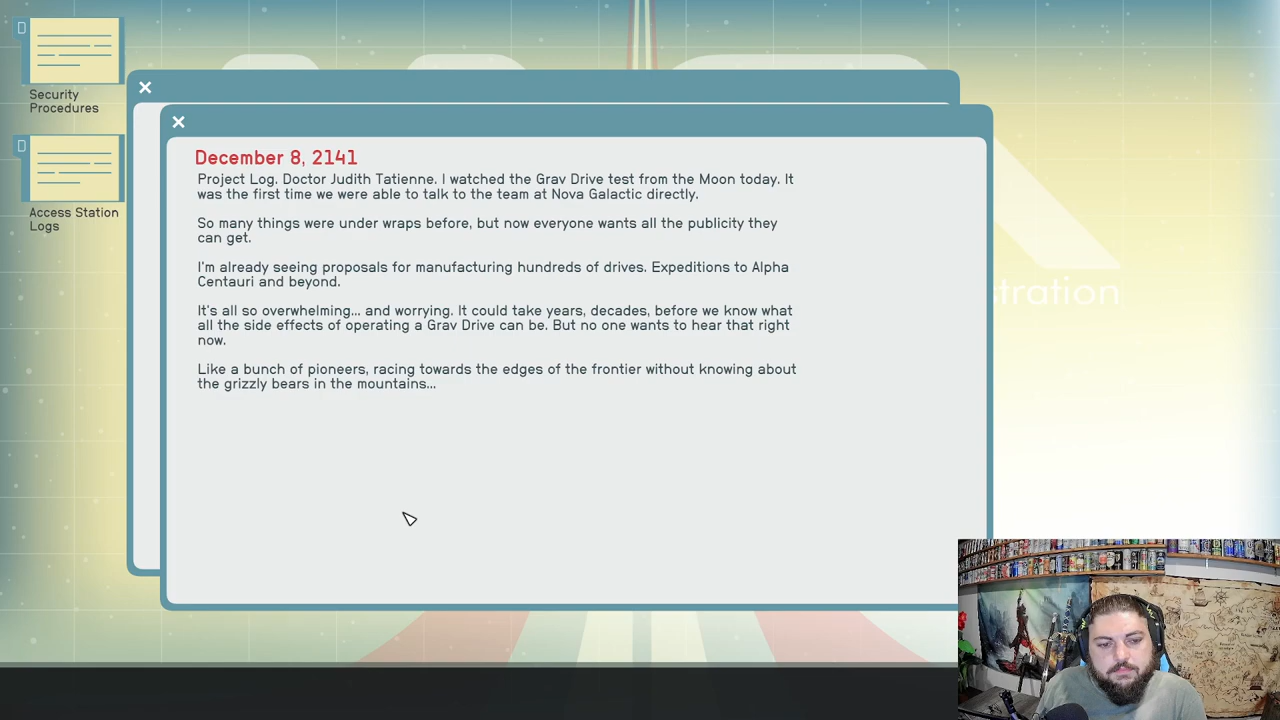 D
Security
Procedures
D
Access Station
Logs
December 8, 2141
Project Log, Doctor Judith Tatienne. I watched the Grav Drive test from the Moon today. It
was the first time we were able to talk to the team at Nova Galactic directly.
So many things were under wraps before, but now everyone wants all the publicity they
can get.
I'm already seeing proposals for manufacturing hundreds of drives. Expeditions to Alpha
Centauri and beyond.
It's all so overwhelming... and worrying. It could take years, decades, before we know what
all the side effects of operating a Grav Drive can be. But no one wants to hear that right
now.
Like a bunch of pioneers, racing towards the edges of the frontier without knowing about
the grizzly bears in the mountains...
stration